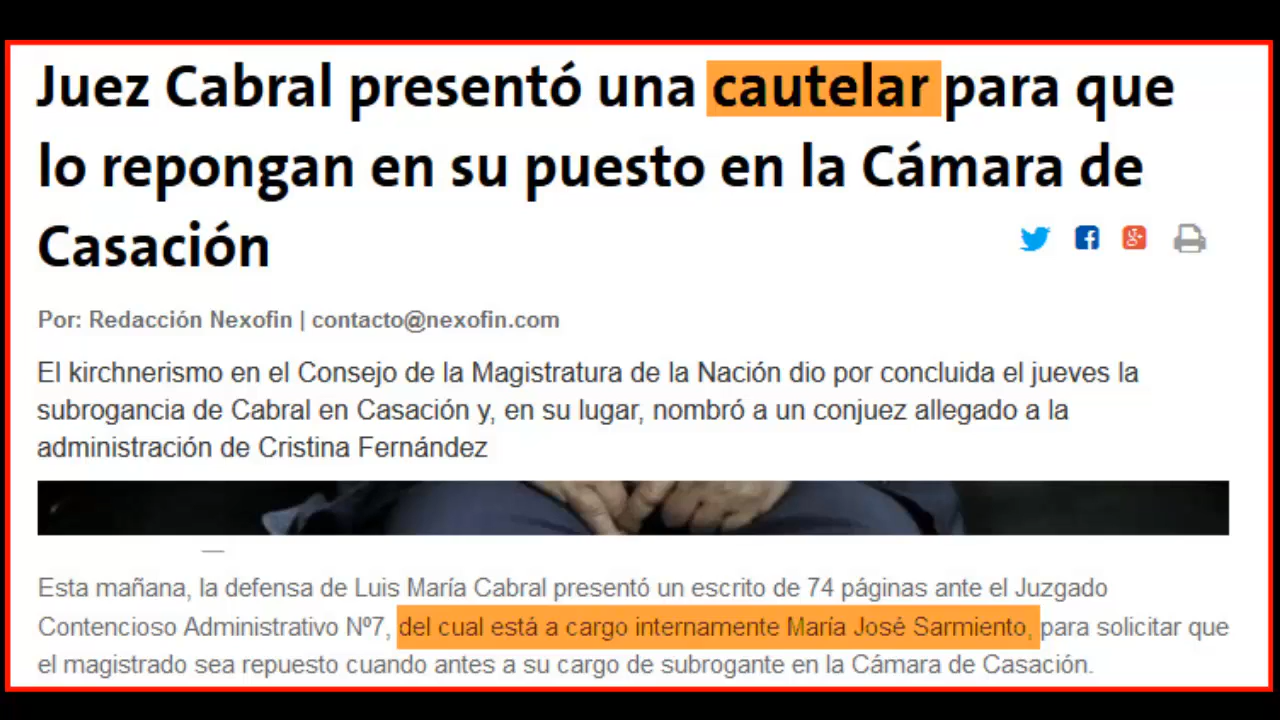 Juez Cabral presentó una cautelar para que
lo repongan en su puesto en la Cámara de
Casación
Por: Redacción Nexofin | contacto@nexofin.com
El kirchnerismo en el Consejo de la Magistratura de la Nación dio por concluida el jueves la
subrogancia de Cabral en Casación y, en su lugar, nombró a un conjuez allegado a la
administración de Cristina Fernández
Esta mañana, la defensa de Luis María Cabral presentó un escrito de 74 páginas ante el Juzgado
Contencioso Administrativo Nº7, del cual está a cargo internamente María José Sarmiento, para solicitar que
el magistrado sea repuesto cuando antes a su cargo de subrogante en la Cámara de Casación.